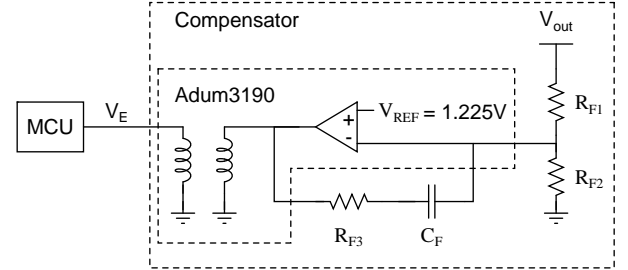 Compensator
V_out
Adum3190
R_F1
MCU
V_E
+
V_REF = 1.225V
-
R_F2
R_F3
C_F